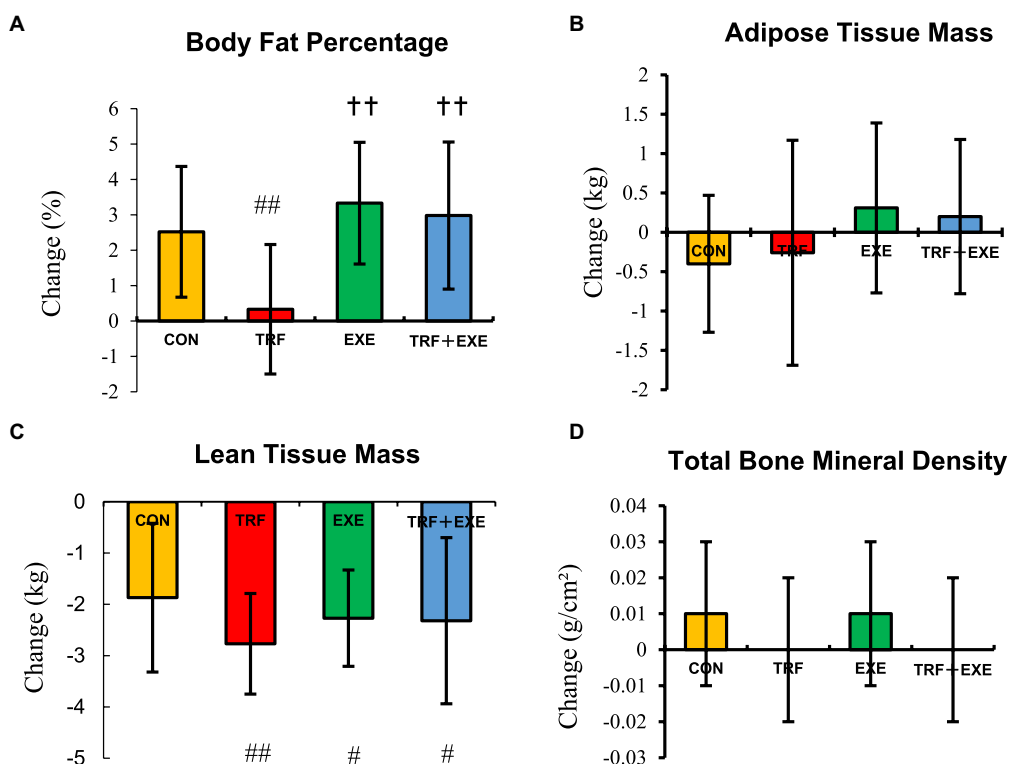 A
Body Fat Percentage
Change (%)
6
5
4
3
2
1
0
-1
-2
††
††
##
CON
TRF
EXE
TRF+EXE
B
Adipose Tissue Mass
Change (kg)
2
1.5
1
0.5
0
-0.5
-1
-1.5
-2
CON
TRF
EXE
TRF+EXE
C
Lean Tissue Mass
Change (kg)
0
-1
-2
-3
-4
-5
CON
TRF
EXE
TRF+EXE
##
#
#
D
Total Bone Mineral Density
Change (g/cm²)
0.04
0.03
0.02
0.01
0
-0.01
-0.02
-0.03
CON
TRF
EXE
TRF+EXE